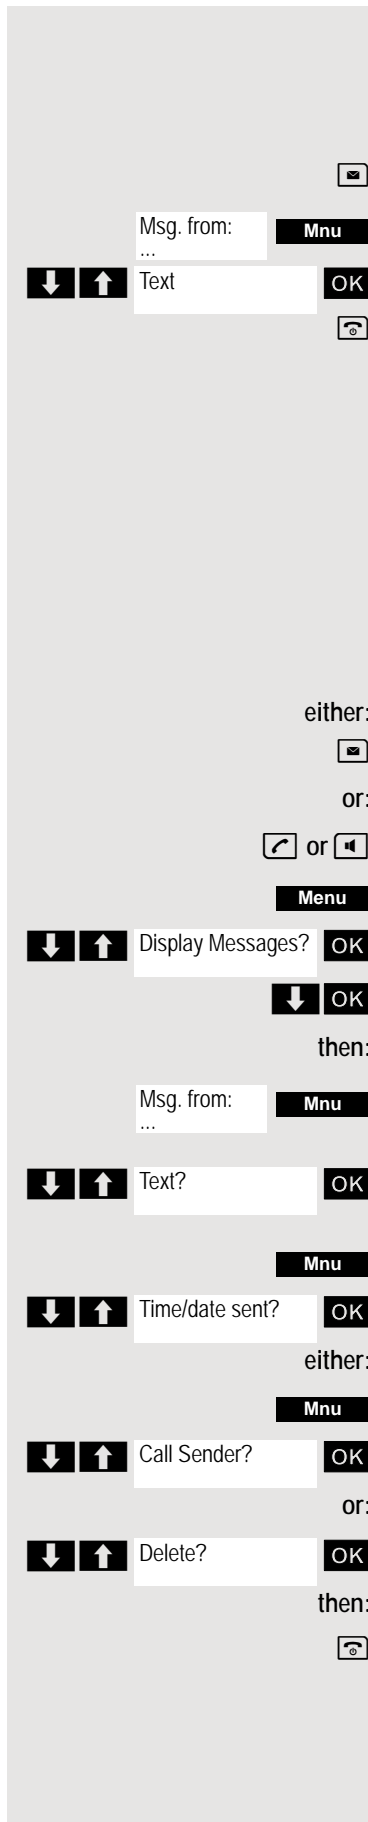 Msg. from: Mnu
...
Text OK
either:
or:
or
Menu
Display Messages? OK
OK
then:
Msg. from: Mnu
...
Text? OK
Mnu
Time/date sent? OK
either:
Mnu
Call Sender? OK
or:
Delete? OK
then: